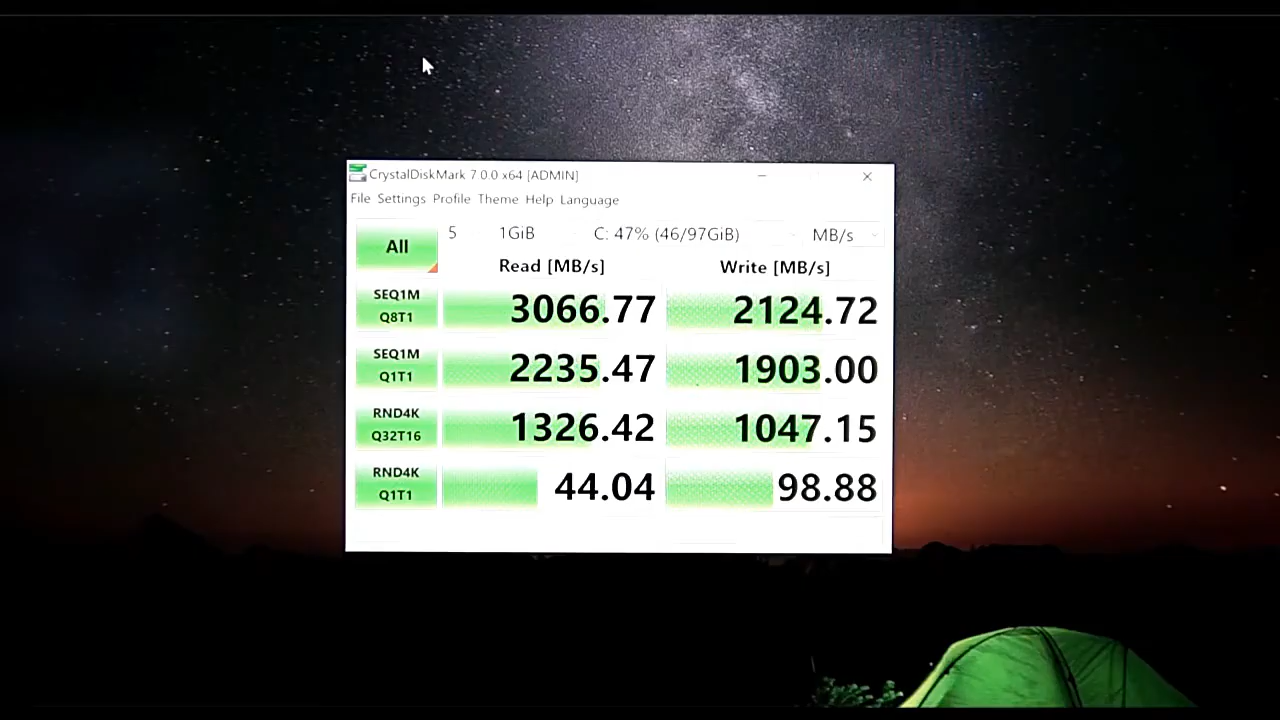 CrystalDiskMark 7.0.0 x64 [ADMIN]
File Settings Profile Theme Help Language
All 5 1GiB C: 47% (46/97GiB) MB/s
Read [MB/s] Write [MB/s]
SEQ1M
Q8T1
3066.77 2124.72
SEQ1M
Q1T1
2235.47 1903.00
RND4K
Q32T16
1326.42 1047.15
RND4K
Q1T1
44.04 98.88